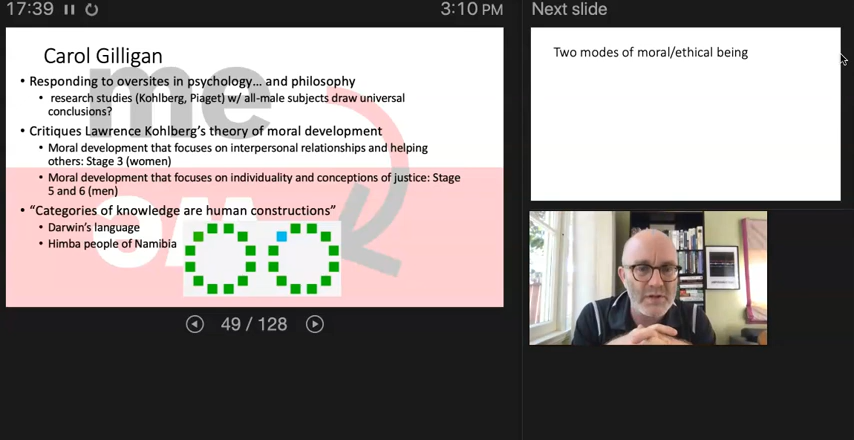 17:39
3:10 PM
Next slide
me
Carol Gilligan
• Responding to oversites in psychology... and philosophy
• research studies (Kohlberg, Piaget) w/ all-male subjects draw universal
conclusions?
• Critiques Lawrence Kohlberg's theory of moral development
• Moral development that focuses on interpersonal relationships and helping
others: Stage 3 (women)
• Moral development that focuses on individuality and conceptions of justice: Stage
5 and 6 (men)
• “Categories of knowledge are human constructions”
• Darwin's language
• Himba people of Namibia
49 / 128
Two modes of moral/ethical being